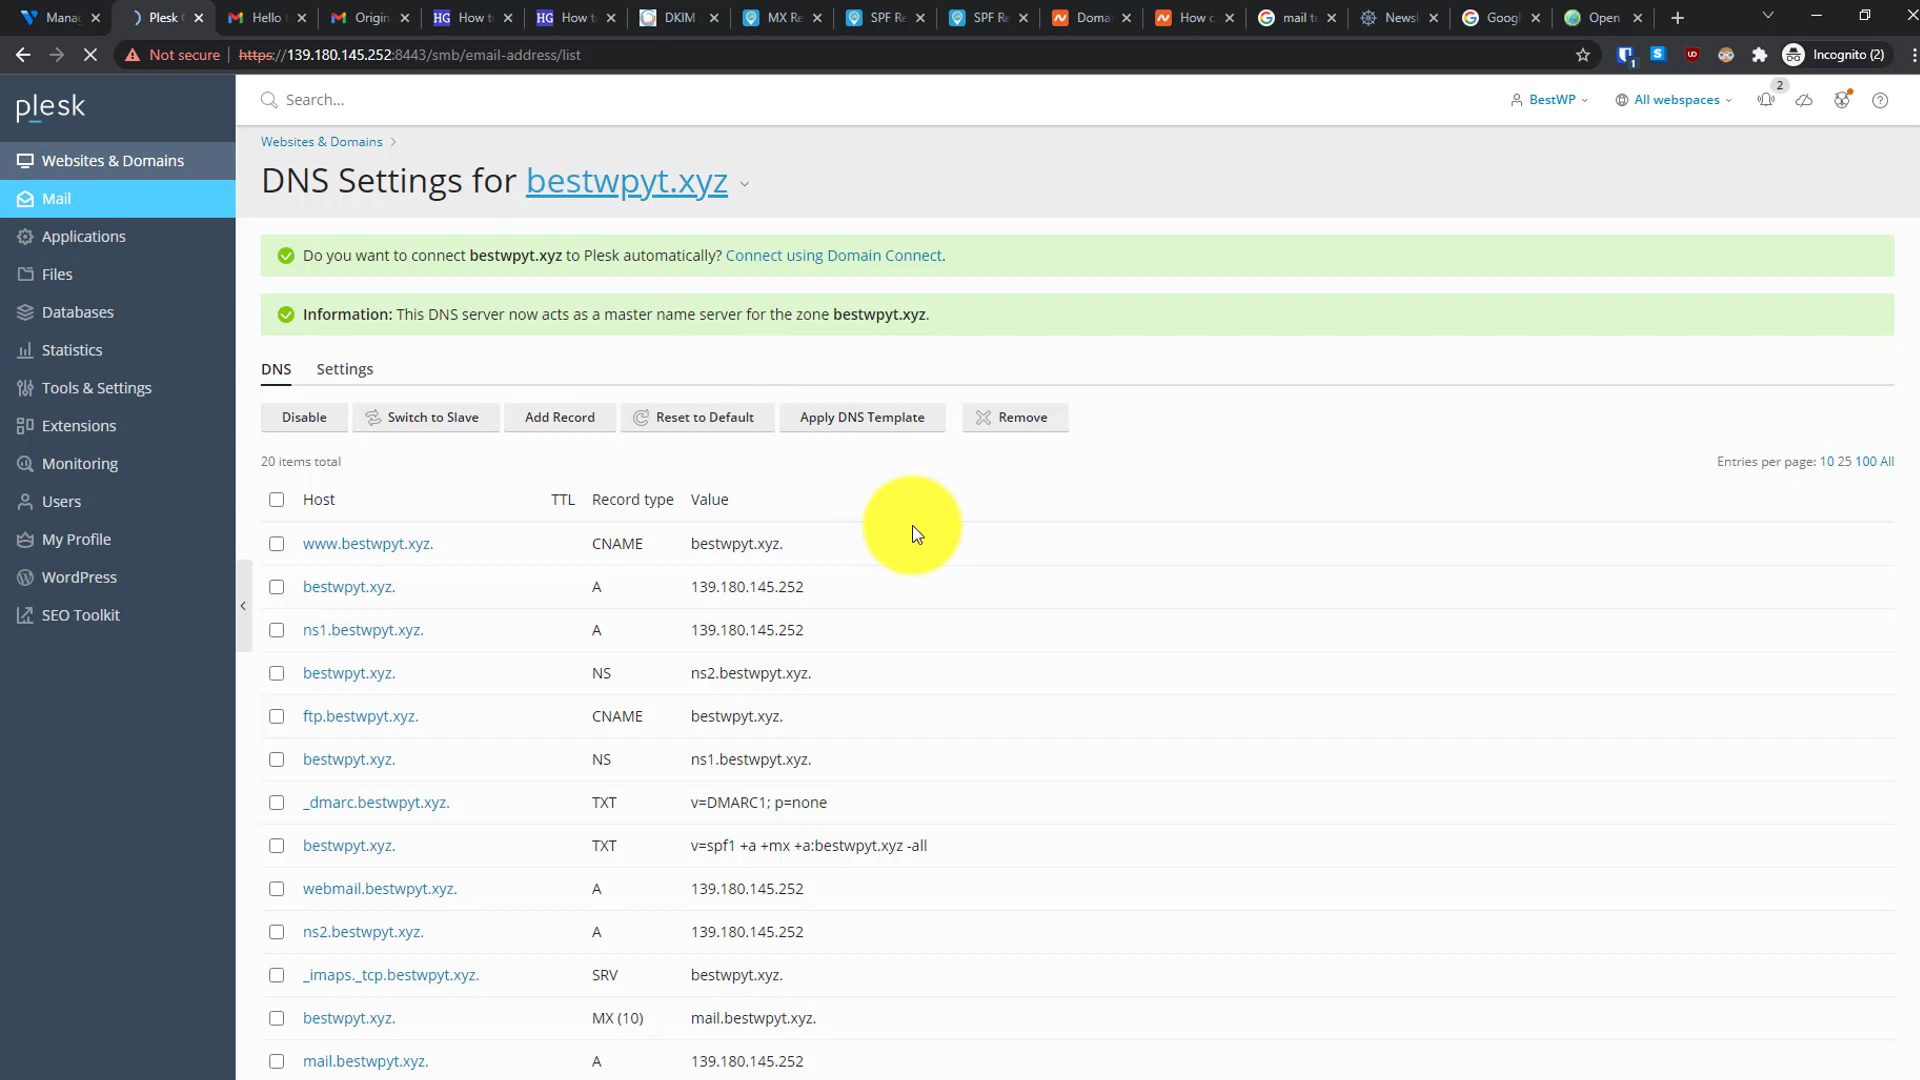 Manag
Plesk O
Hello
Origin
How to
How to
DKIM
MX Re
SPF Re
SPF Re
Domai
How c
mail te
Newsl
Googl
Open
Not secure
https://139.180.145.252:8443/smb/email-address/list
1
Incognito (2)
plesk
Search...
BestWP
All webspaces
2
Websites & Domains
Mail
Applications
Files
Databases
Statistics
Tools & Settings
Extensions
Monitoring
Users
My Profile
WordPress
SEO Toolkit
Websites & Domains
DNS Settings for bestwpyt.xyz
Do you want to connect bestwpyt.xyz to Plesk automatically? Connect using Domain Connect.
Information: This DNS server now acts as a master name server for the zone bestwpyt.xyz.
DNS Settings
Disable Switch to Slave Add Record Reset to Default Apply DNS Template Remove
20 items total
Entries per page: 10 25 100 All
Host TTL Record type Value
www.bestwpyt.xyz. CNAME bestwpyt.xyz.
bestwpyt.xyz. A 139.180.145.252
ns1.bestwpyt.xyz. A 139.180.145.252
bestwpyt.xyz. NS ns2.bestwpyt.xyz.
ftp.bestwpyt.xyz. CNAME bestwpyt.xyz.
bestwpyt.xyz. NS ns1.bestwpyt.xyz.
_dmarc.bestwpyt.xyz. TXT v=DMARC1; p=none
bestwpyt.xyz. TXT v=spf1 +a +mx +a:bestwpyt.xyz -all
webmail.bestwpyt.xyz. A 139.180.145.252
ns2.bestwpyt.xyz. A 139.180.145.252
_imaps._tcp.bestwpyt.xyz. SRV bestwpyt.xyz.
bestwpyt.xyz. MX (10) mail.bestwpyt.xyz.
mail.bestwpyt.xyz. A 139.180.145.252